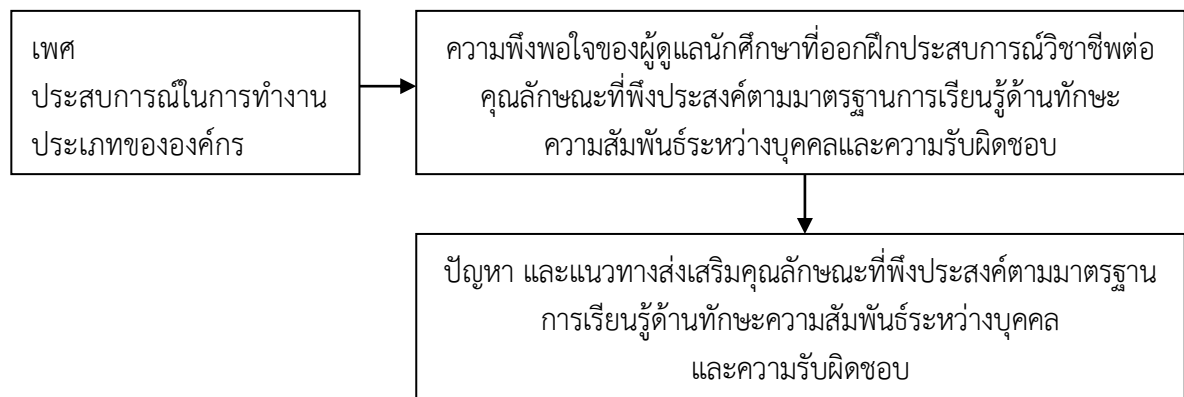 เพศ
ประสบการณ์ในการทำงาน
ประเภทขององค์กร
ความพึงพอใจของผู้ดูแลนักศึกษาที่ออกฝึกประสบการณ์วิชาชีพต่อ
คุณลักษณะที่พึงประสงค์ตามมาตรฐานการเรียนรู้ด้านทักษะ
ความสัมพันธ์ระหว่างบุคคลและความรับผิดชอบ
ปัญหา และแนวทางส่งเสริมคุณลักษณะที่พึงประสงค์ตามมาตรฐาน
การเรียนรู้ด้านทักษะความสัมพันธ์ระหว่างบุคคล
และความรับผิดชอบ